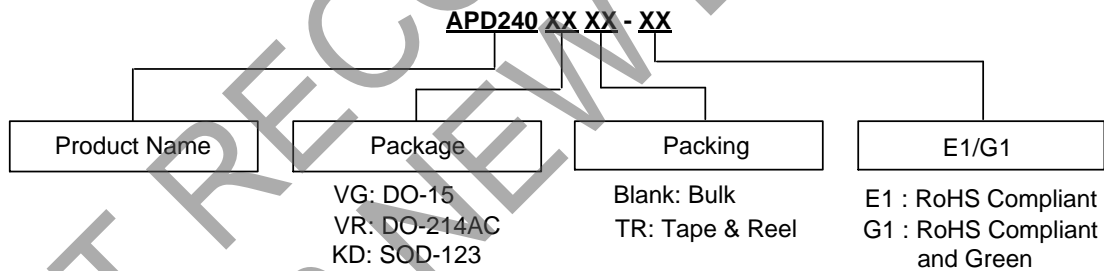 APD240 XX XX - XX
Product Name
Package
Packing
E1/G1
VG: DO-15
VR: DO-214AC
KD: SOD-123
Blank: Bulk
TR: Tape & Reel
E1 : RoHS Compliant
G1 : RoHS Compliant
and Green